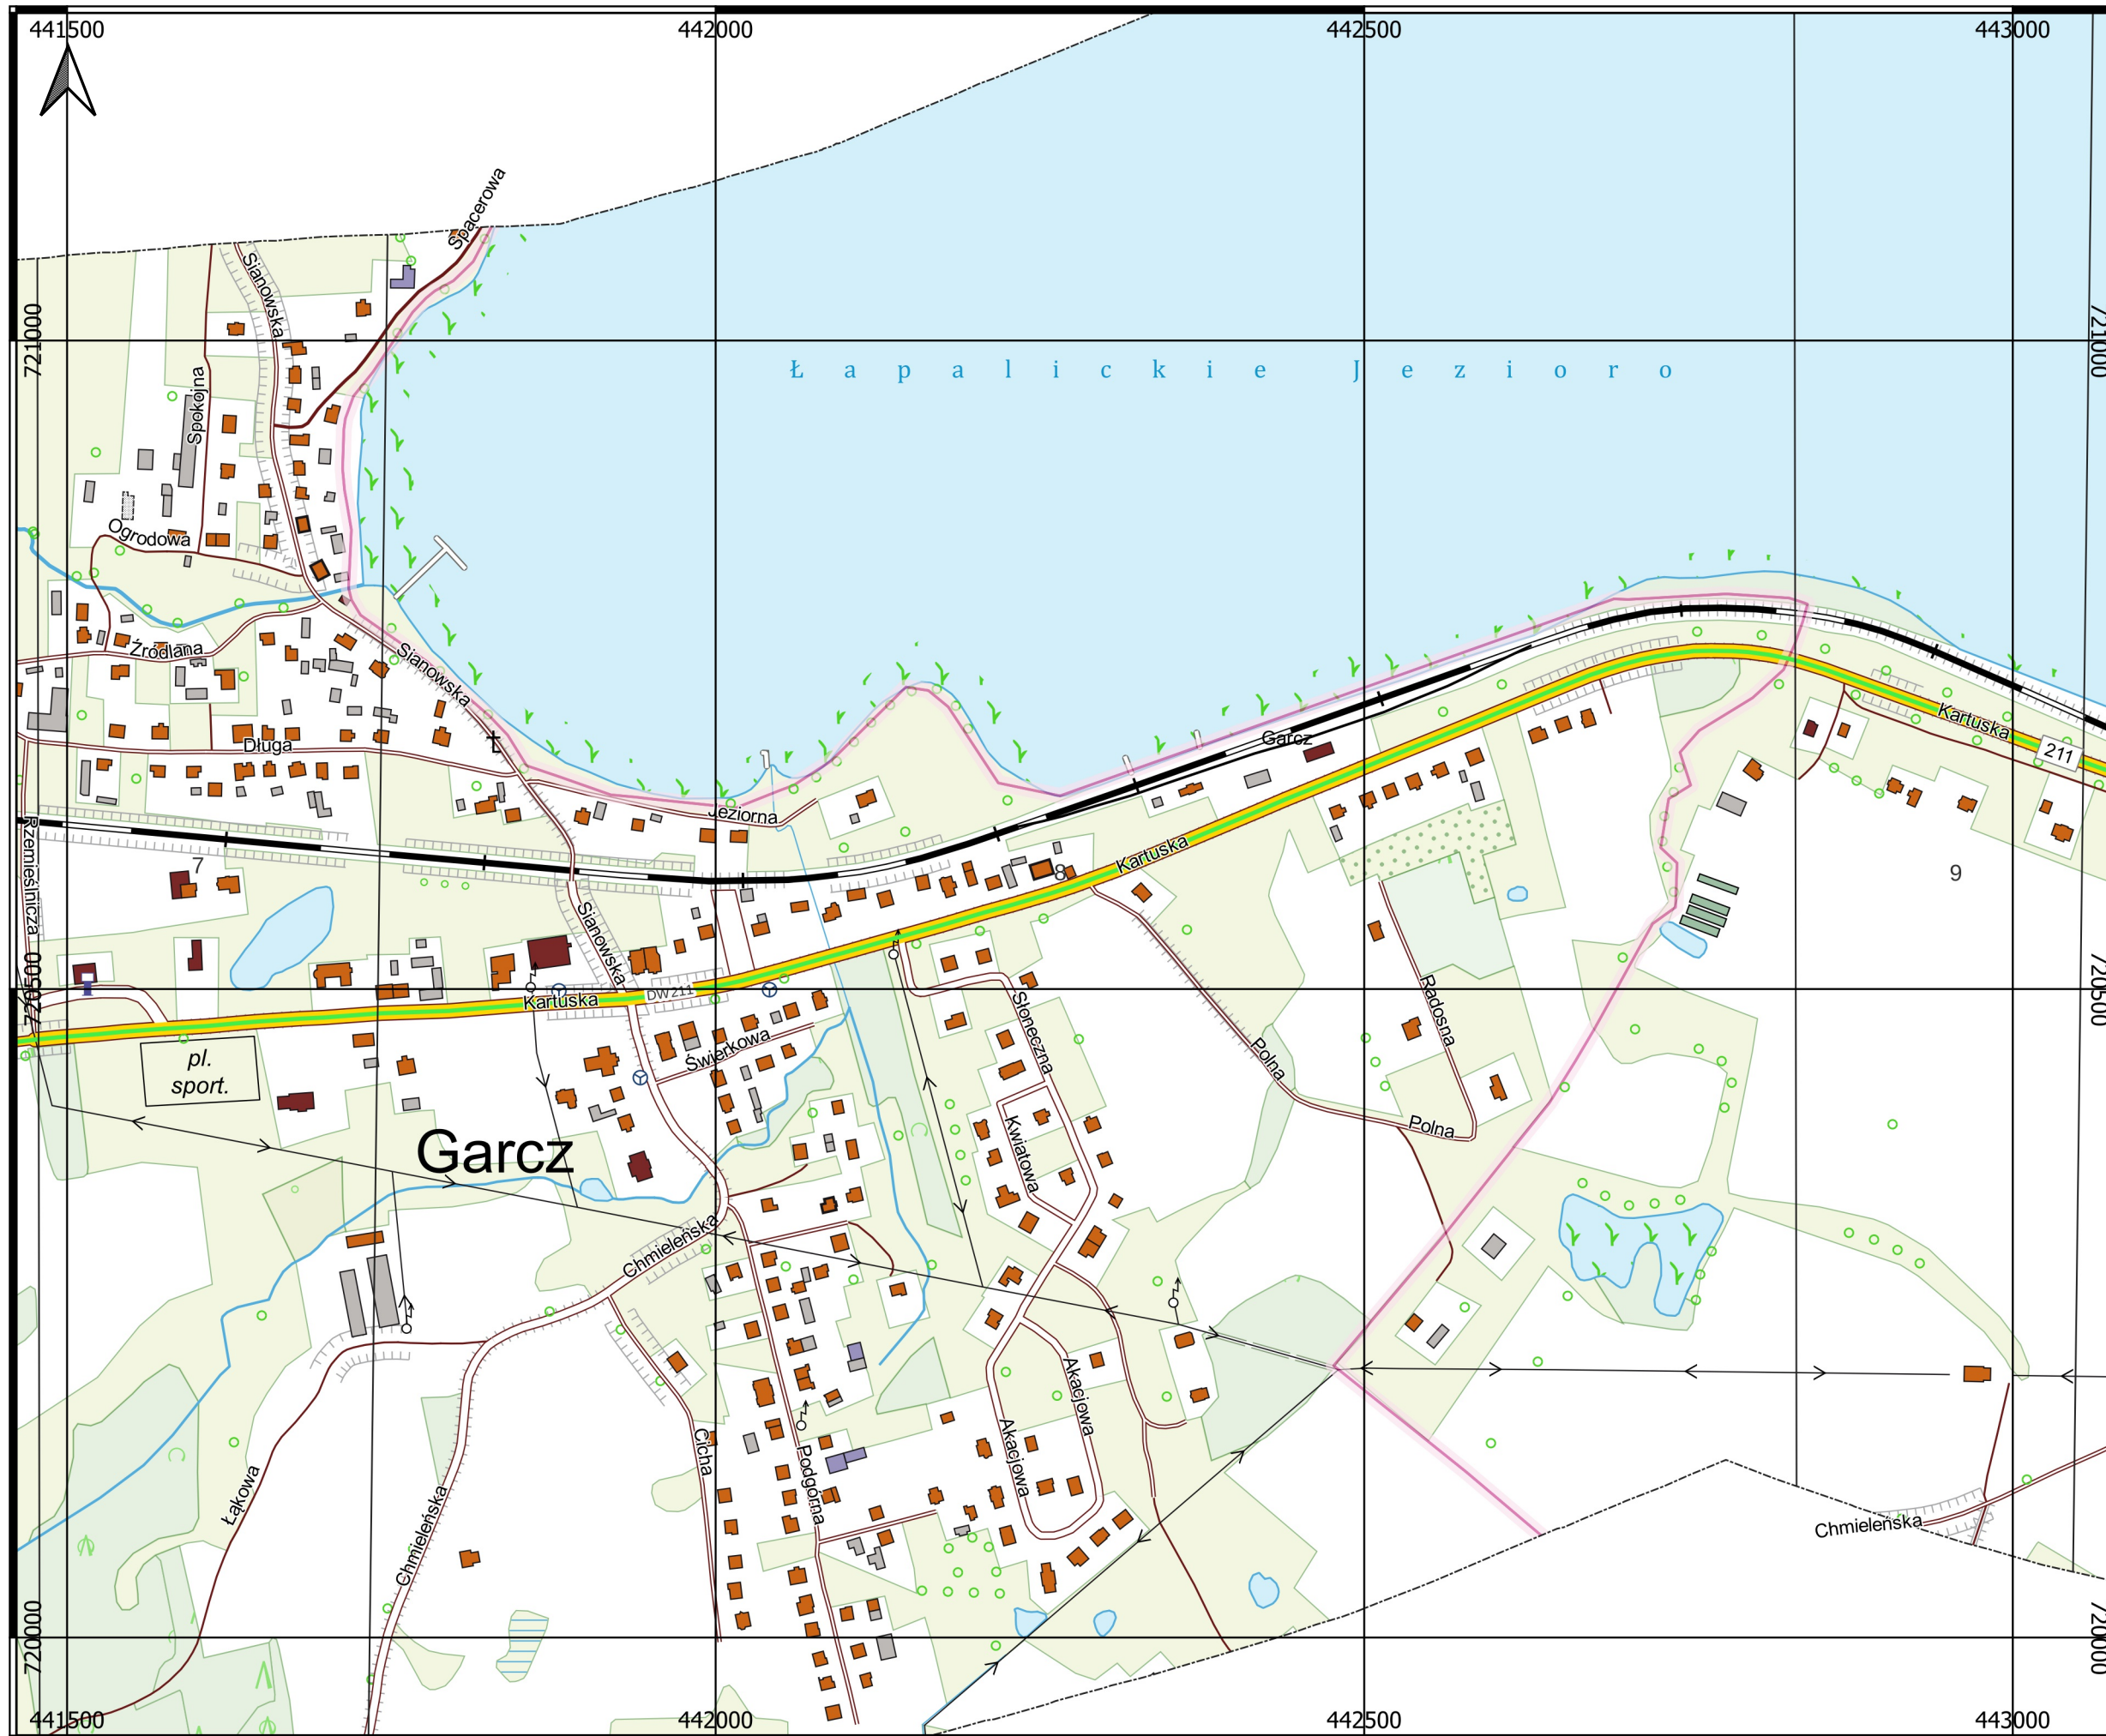 441500
442000
442500
443000
Spacerowa
Sianowska
721000
721000
Łapalickie Jezioro
Spokojna
Ogrodowa
Źródlana
Sianowska
Długa
Garcz
Kartuska
211
Jeziorna
Rzemieślnicza
7
Kartuska
8
9
Sianowska
720500
Kartuska
DW211
720500
Słoneczna
Radosna
pl.
sport.
Świerkowa
Polna
Polna
Garcz
Kwiatowa
Chmieleńska
Akacjowa
Akacjowa
Cicha
Podgórna
Łąkowa
Chmieleńska
Chmieleńska
720000
720000
441500
442000
442500
443000